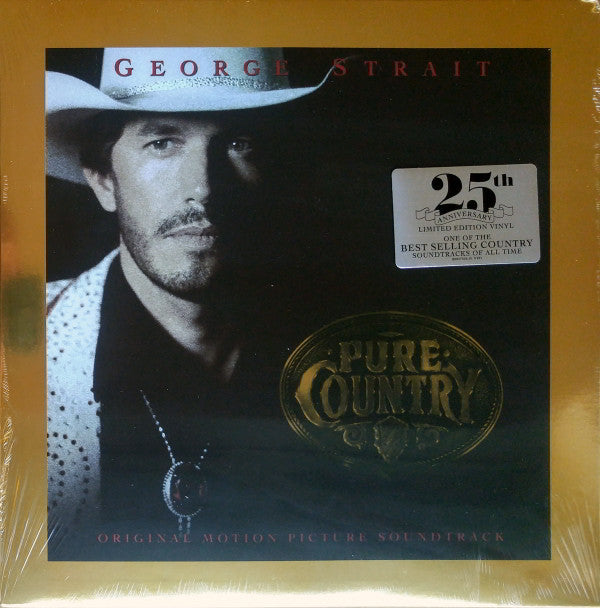 GEORGE STRAIT
25th
ANNIVERSARY
LIMITED EDITION VINYL
ONE OF THE
BEST SELLING COUNTRY
SOUNDTRACKS OF ALL TIME
PURE
COUNTRY
ORIGINAL MOTION PICTURE SOUNDTRACK